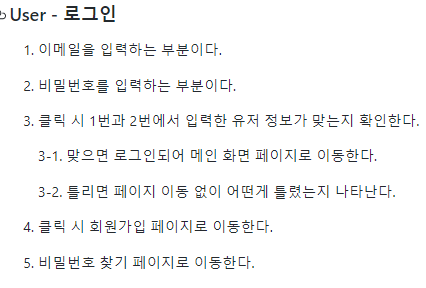 User - 로그인
1. 이메일을 입력하는 부분이다.
2. 비밀번호를 입력하는 부분이다.
3. 클릭 시 1번과 2번에서 입력한 유저 정보가 맞는지 확인한다.
3-1. 맞으면 로그인되어 메인 화면 페이지로 이동한다.
3-2. 틀리면 페이지 이동 없이 어떤게 틀렸는지 나타난다.
4. 클릭 시 회원가입 페이지로 이동한다.
5. 비밀번호 찾기 페이지로 이동한다.